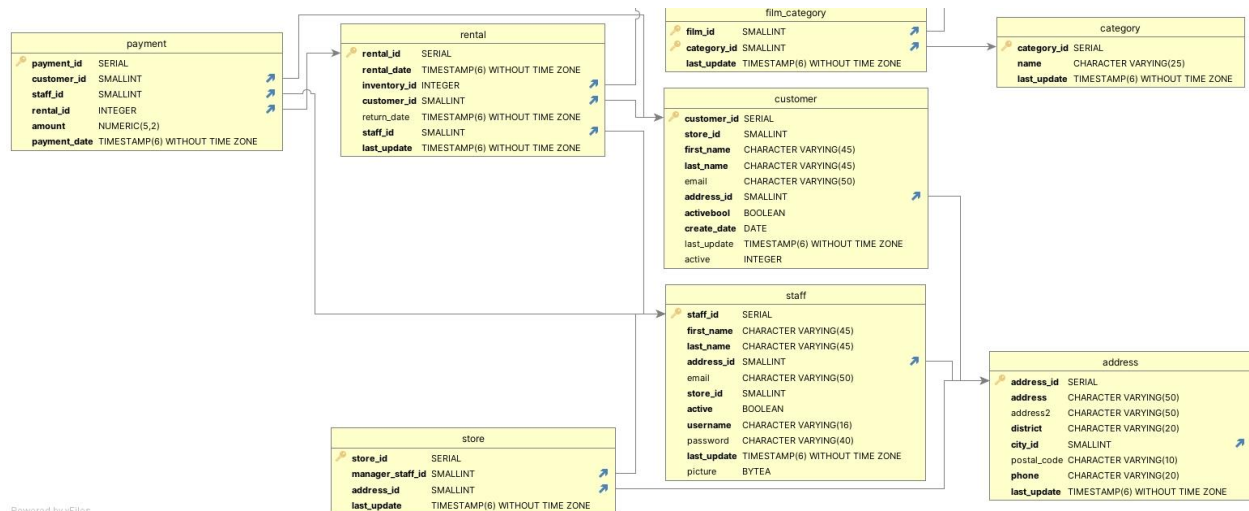 payment
payment_id SERIAL
customer_id SMALLINT
staff_id SMALLINT
rental_id INTEGER
amount NUMERIC(5,2)
payment_date TIMESTAMP(6) WITHOUT TIME ZONE
rental
rental_id SERIAL
rental_date TIMESTAMP(6) WITHOUT TIME ZONE
inventory_id INTEGER
customer_id SMALLINT
return_date TIMESTAMP(6) WITHOUT TIME ZONE
staff_id SMALLINT
last_update TIMESTAMP(6) WITHOUT TIME ZONE
film_category
film_id SMALLINT
category_id SMALLINT
last_update TIMESTAMP(6) WITHOUT TIME ZONE
category
category_id SERIAL
name CHARACTER VARYING(25)
last_update TIMESTAMP(6) WITHOUT TIME ZONE
customer
customer_id SERIAL
store_id SMALLINT
first_name CHARACTER VARYING(45)
last_name CHARACTER VARYING(45)
email CHARACTER VARYING(50)
address_id SMALLINT
activebool BOOLEAN
create_date DATE
last_update TIMESTAMP(6) WITHOUT TIME ZONE
active INTEGER
staff
staff_id SERIAL
first_name CHARACTER VARYING(45)
last_name CHARACTER VARYING(45)
address_id SMALLINT
email CHARACTER VARYING(50)
store_id SMALLINT
active BOOLEAN
username CHARACTER VARYING(16)
password CHARACTER VARYING(40)
last_update TIMESTAMP(6) WITHOUT TIME ZONE
picture BYTEA
address
address_id SERIAL
address CHARACTER VARYING(50)
address2 CHARACTER VARYING(50)
district CHARACTER VARYING(20)
city_id SMALLINT
postal_code CHARACTER VARYING(10)
phone CHARACTER VARYING(20)
last_update TIMESTAMP(6) WITHOUT TIME ZONE
store
store_id SERIAL
manager_staff_id SMALLINT
address_id SMALLINT
last_update TIMESTAMP(6) WITHOUT TIME ZONE
Powered by yFiles